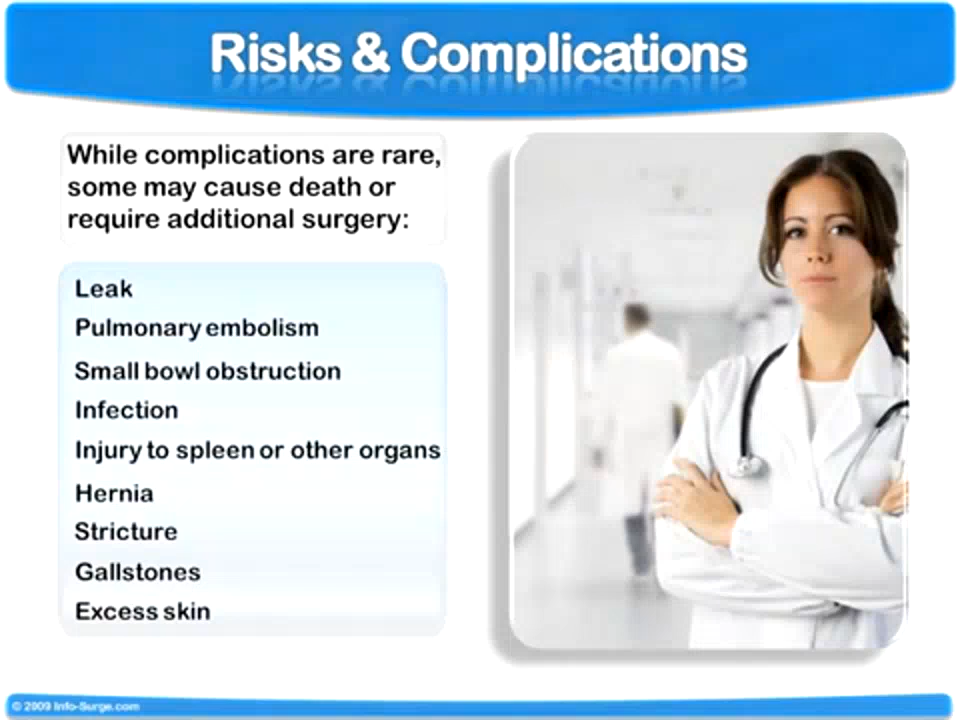 Risks & Complications
While complications are rare,
some may cause death or
require additional surgery:
Leak
Pulmonary embolism
Small bowl obstruction
Infection
Injury to spleen or other organs
Hernia
Stricture
Gallstones
Excess skin
© 2009 Info-Surge.com